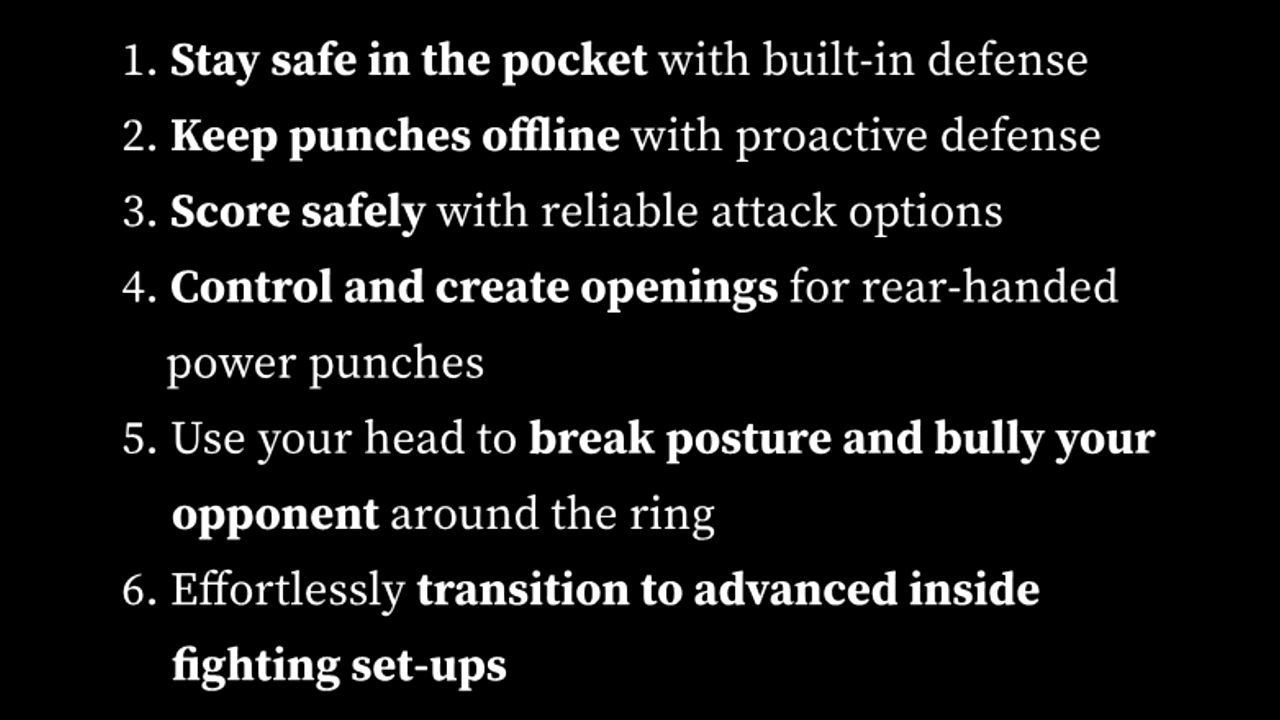 1. Stay safe in the pocket with built-in defense
2. Keep punches offline with proactive defense
3. Score safely with reliable attack options
4. Control and create openings for rear-handed
power punches
5. Use your head to break posture and bully your
opponent around the ring
6. Effortlessly transition to advanced inside
fighting set-ups